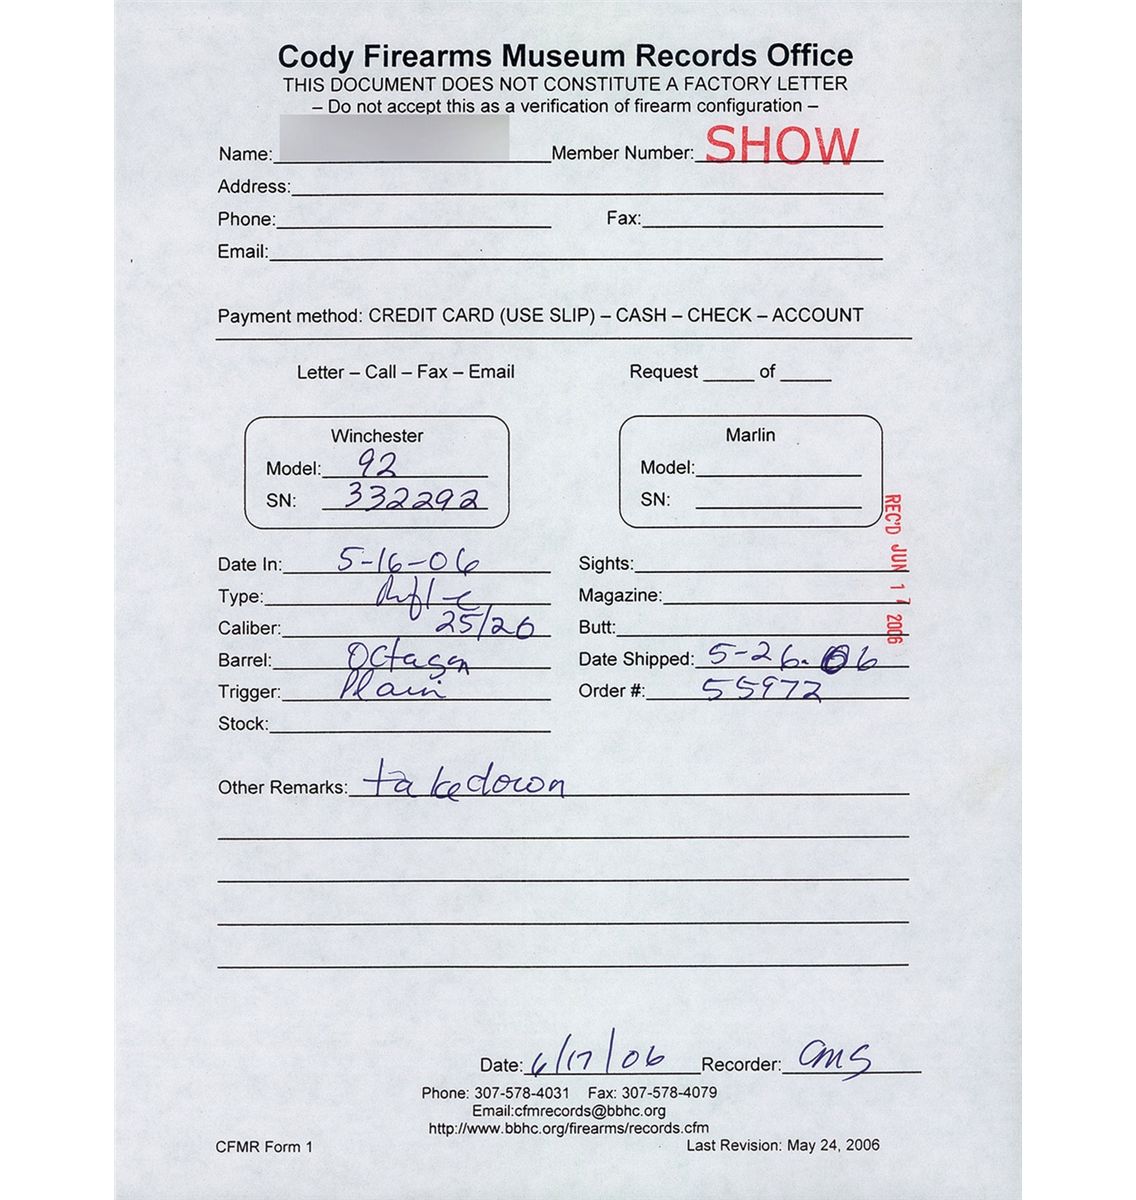 Cody Firearms Museum Records Office
THIS DOCUMENT DOES NOT CONSTITUTE A FACTORY LETTER
– Do not accept this as a verification of firearm configuration –
Name: Member Number: SHOW
Address:
Phone: Fax:
Email:
Payment method: CREDIT CARD (USE SLIP) – CASH – CHECK – ACCOUNT
Letter – Call – Fax – Email Request ____ of ____
Winchester
Model: 92
SN: 332292
Marlin
Model:
SN:
REC'D JUN 17 2006
Date In: 5-16-06
Type: Rifle
Caliber: 25/20
Barrel: Octagon
Trigger: Plain
Stock:
Sights:
Magazine:
Butt:
Date Shipped: 5-26-06
Order #: 55972
Other Remarks: takedown
Date: 6/17/06 Recorder: CMS
Phone: 307-578-4031 Fax: 307-578-4079
Email:cfmrecords@bbhc.org
http://www.bbhc.org/firearms/records.cfm
CFMR Form 1 Last Revision: May 24, 2006